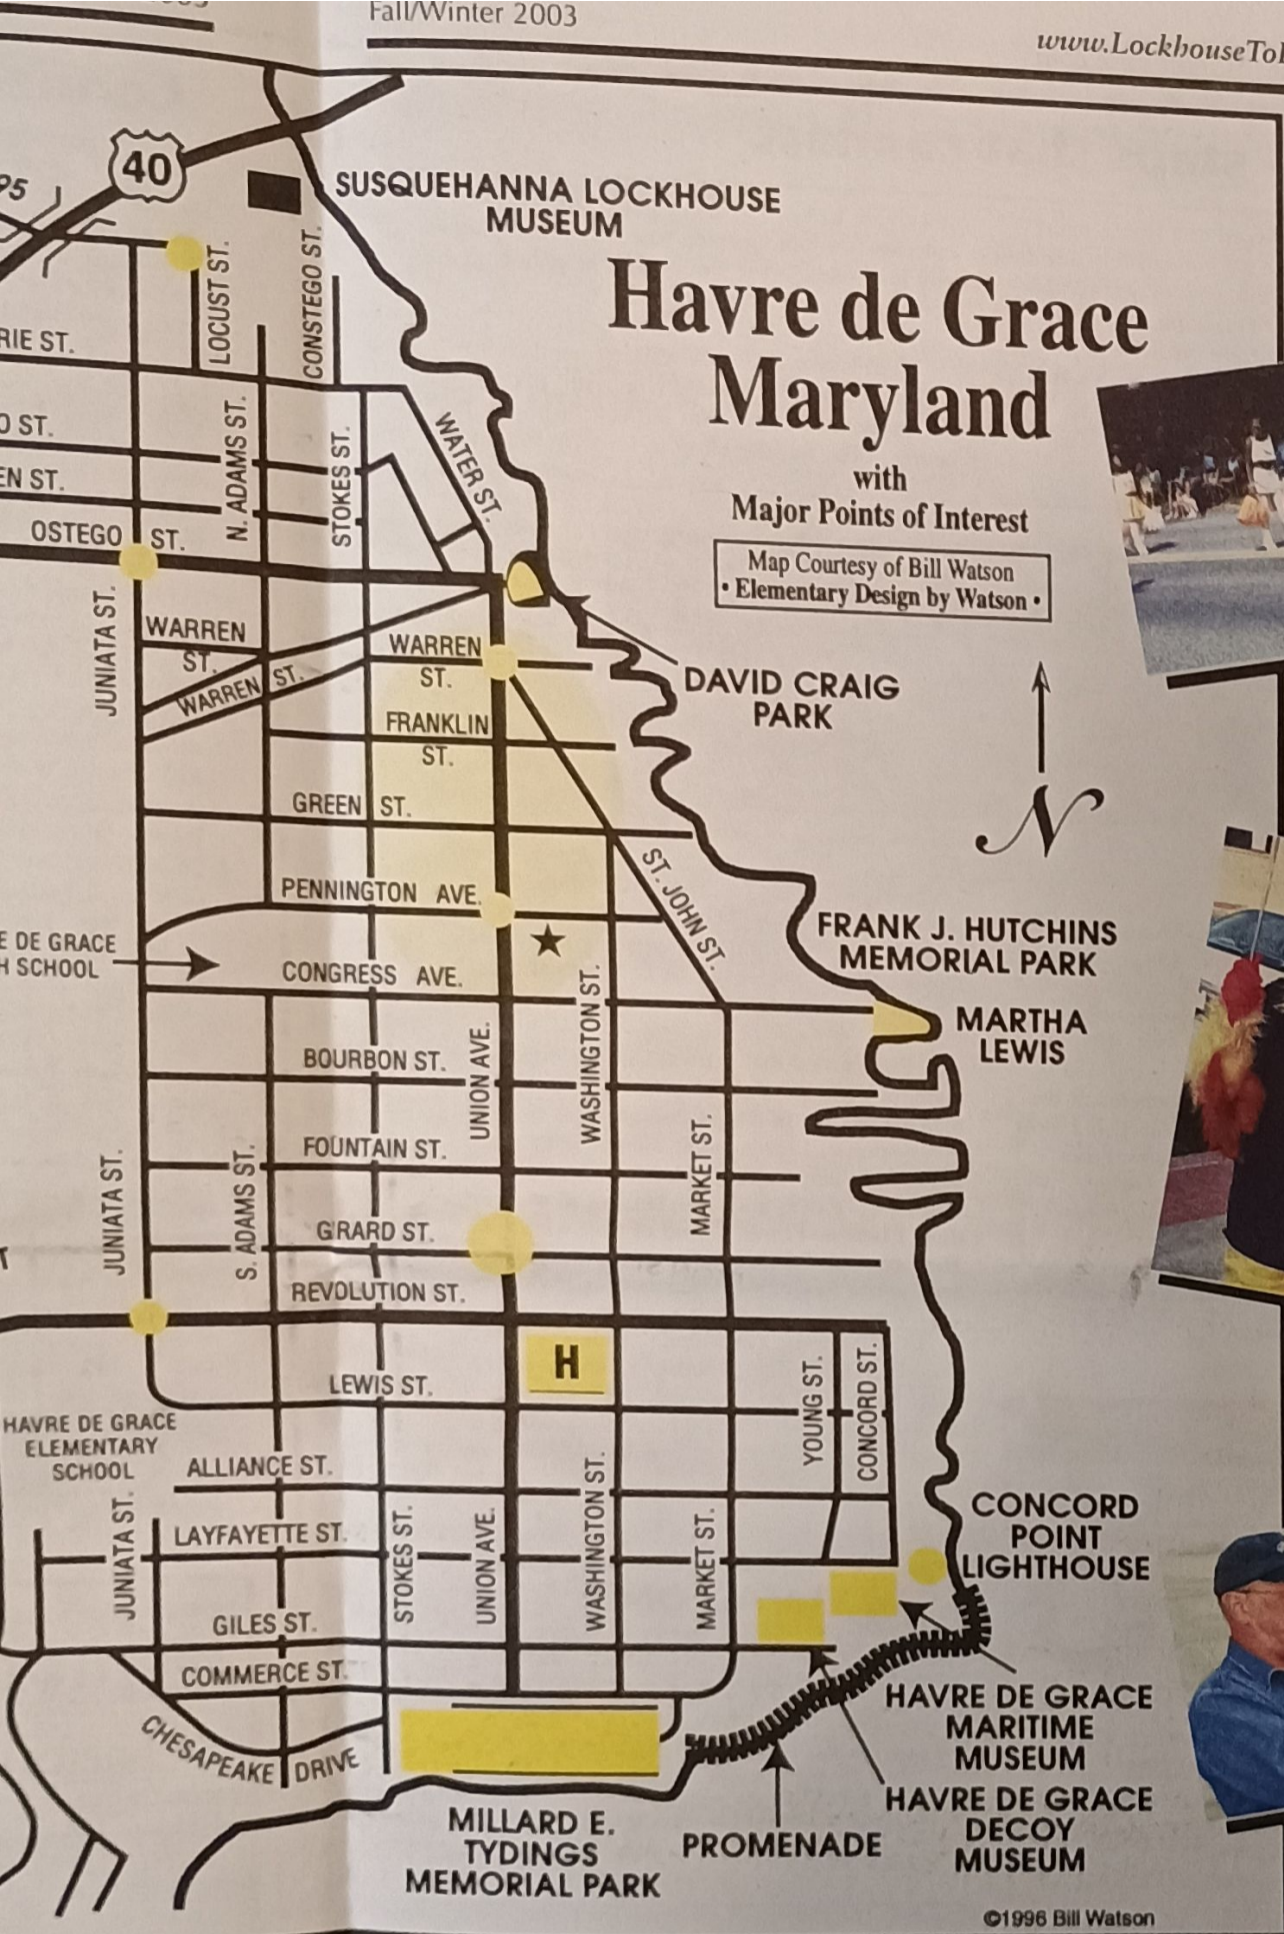 Fall/Winter 2003
www.LockhouseTo
40
95
SUSQUEHANNA LOCKHOUSE
MUSEUM
Havre de Grace
Maryland
with
Major Points of Interest
Map Courtesy of Bill Watson
• Elementary Design by Watson •
LOCUST ST.
CONSTEGO ST.
RIE ST.
N. ADAMS ST.
STOKES ST.
WATER ST.
O ST.
EN ST.
OSTEGO ST.
JUNIATA ST.
WARREN
ST.
WARREN ST.
WARREN
ST.
DAVID CRAIG
PARK
FRANKLIN
ST.
N
GREEN ST.
ST. JOHN ST.
PENNINGTON AVE.
E DE GRACE
H SCHOOL
FRANK J. HUTCHINS
MEMORIAL PARK
CONGRESS AVE.
MARTHA
LEWIS
UNION AVE.
WASHINGTON ST.
BOURBON ST.
MARKET ST.
FOUNTAIN ST.
JUNIATA ST.
S. ADAMS ST.
GIRARD ST.
REVOLUTION ST.
H
LEWIS ST.
YOUNG ST.
CONCORD ST.
HAVRE DE GRACE
ELEMENTARY
SCHOOL
ALLIANCE ST.
JUNIATA ST.
LAYFAYETTE ST.
STOKES ST.
UNION AVE.
WASHINGTON ST.
MARKET ST.
CONCORD
POINT
LIGHTHOUSE
GILES ST.
COMMERCE ST.
CHESAPEAKE DRIVE
HAVRE DE GRACE
MARITIME
MUSEUM
HAVRE DE GRACE
DECOY
MUSEUM
MILLARD E.
TYDINGS
MEMORIAL PARK
PROMENADE
©1996 Bill Watson